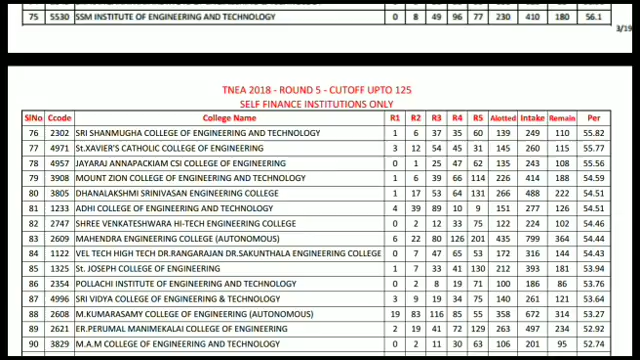 75 5530 SSM INSTITUTE OF ENGINEERING AND TECHNOLOGY 0 8 49 96 77 230 410 180 56.1
3/19
TNEA 2018 - ROUND 5 - CUTOFF UPTO 125
SELF FINANCE INSTITUTIONS ONLY
SlNo Ccode College Name R1 R2 R3 R4 R5 Alotted Intake Remain Per
76 2302 SRI SHANMUGHA COLLEGE OF ENGINEERING AND TECHNOLOGY 1 6 37 35 60 139 249 110 55.82
77 4971 St.XAVIER'S CATHOLIC COLLEGE OF ENGINEERING 3 12 54 45 31 145 260 115 55.77
78 4957 JAYARAJ ANNAPACKIAM CSI COLLEGE OF ENGINEERING 0 1 25 47 62 135 243 108 55.56
79 3908 MOUNT ZION COLLEGE OF ENGINEERING AND TECHNOLOGY 1 6 39 66 114 226 414 188 54.59
80 3805 DHANALAKSHMI SRINIVASAN ENGINEERING COLLEGE 1 17 53 64 131 266 488 222 54.51
81 1233 ADHI COLLEGE OF ENGINEERING AND TECHNOLOGY 4 39 89 10 9 151 277 126 54.51
82 2747 SHREE VENKATESHWARA HI-TECH ENGINEERING COLLEGE 0 2 12 33 75 122 224 102 54.46
83 2609 MAHENDRA ENGINEERING COLLEGE (AUTONOMOUS) 6 22 80 126 201 435 799 364 54.44
84 1122 VEL TECH HIGH TECH DR.RANGARAJAN DR.SAKUNTHALA ENGINEERING COLLEGE 0 7 47 65 53 172 316 144 54.43
85 1325 St. JOSEPH COLLEGE OF ENGINEERING 1 7 33 41 130 212 393 181 53.94
86 2354 POLLACHI INSTITUTE OF ENGINEERING AND TECHNOLOGY 0 2 8 19 71 100 186 86 53.76
87 4996 SRI VIDYA COLLEGE OF ENGINEERING & TECHNOLOGY 3 9 19 34 75 140 261 121 53.64
88 2608 M.KUMARASAMY COLLEGE OF ENGINEERING (AUTONOMOUS) 19 83 116 85 55 358 672 314 53.27
89 2621 ER.PERUMAL MANIMEKALAI COLLEGE OF ENGINEERING 2 19 41 72 129 263 497 234 52.92
90 3829 M.A.M COLLEGE OF ENGINEERING AND TECHNOLOGY 0 2 11 30 63 106 201 95 52.74